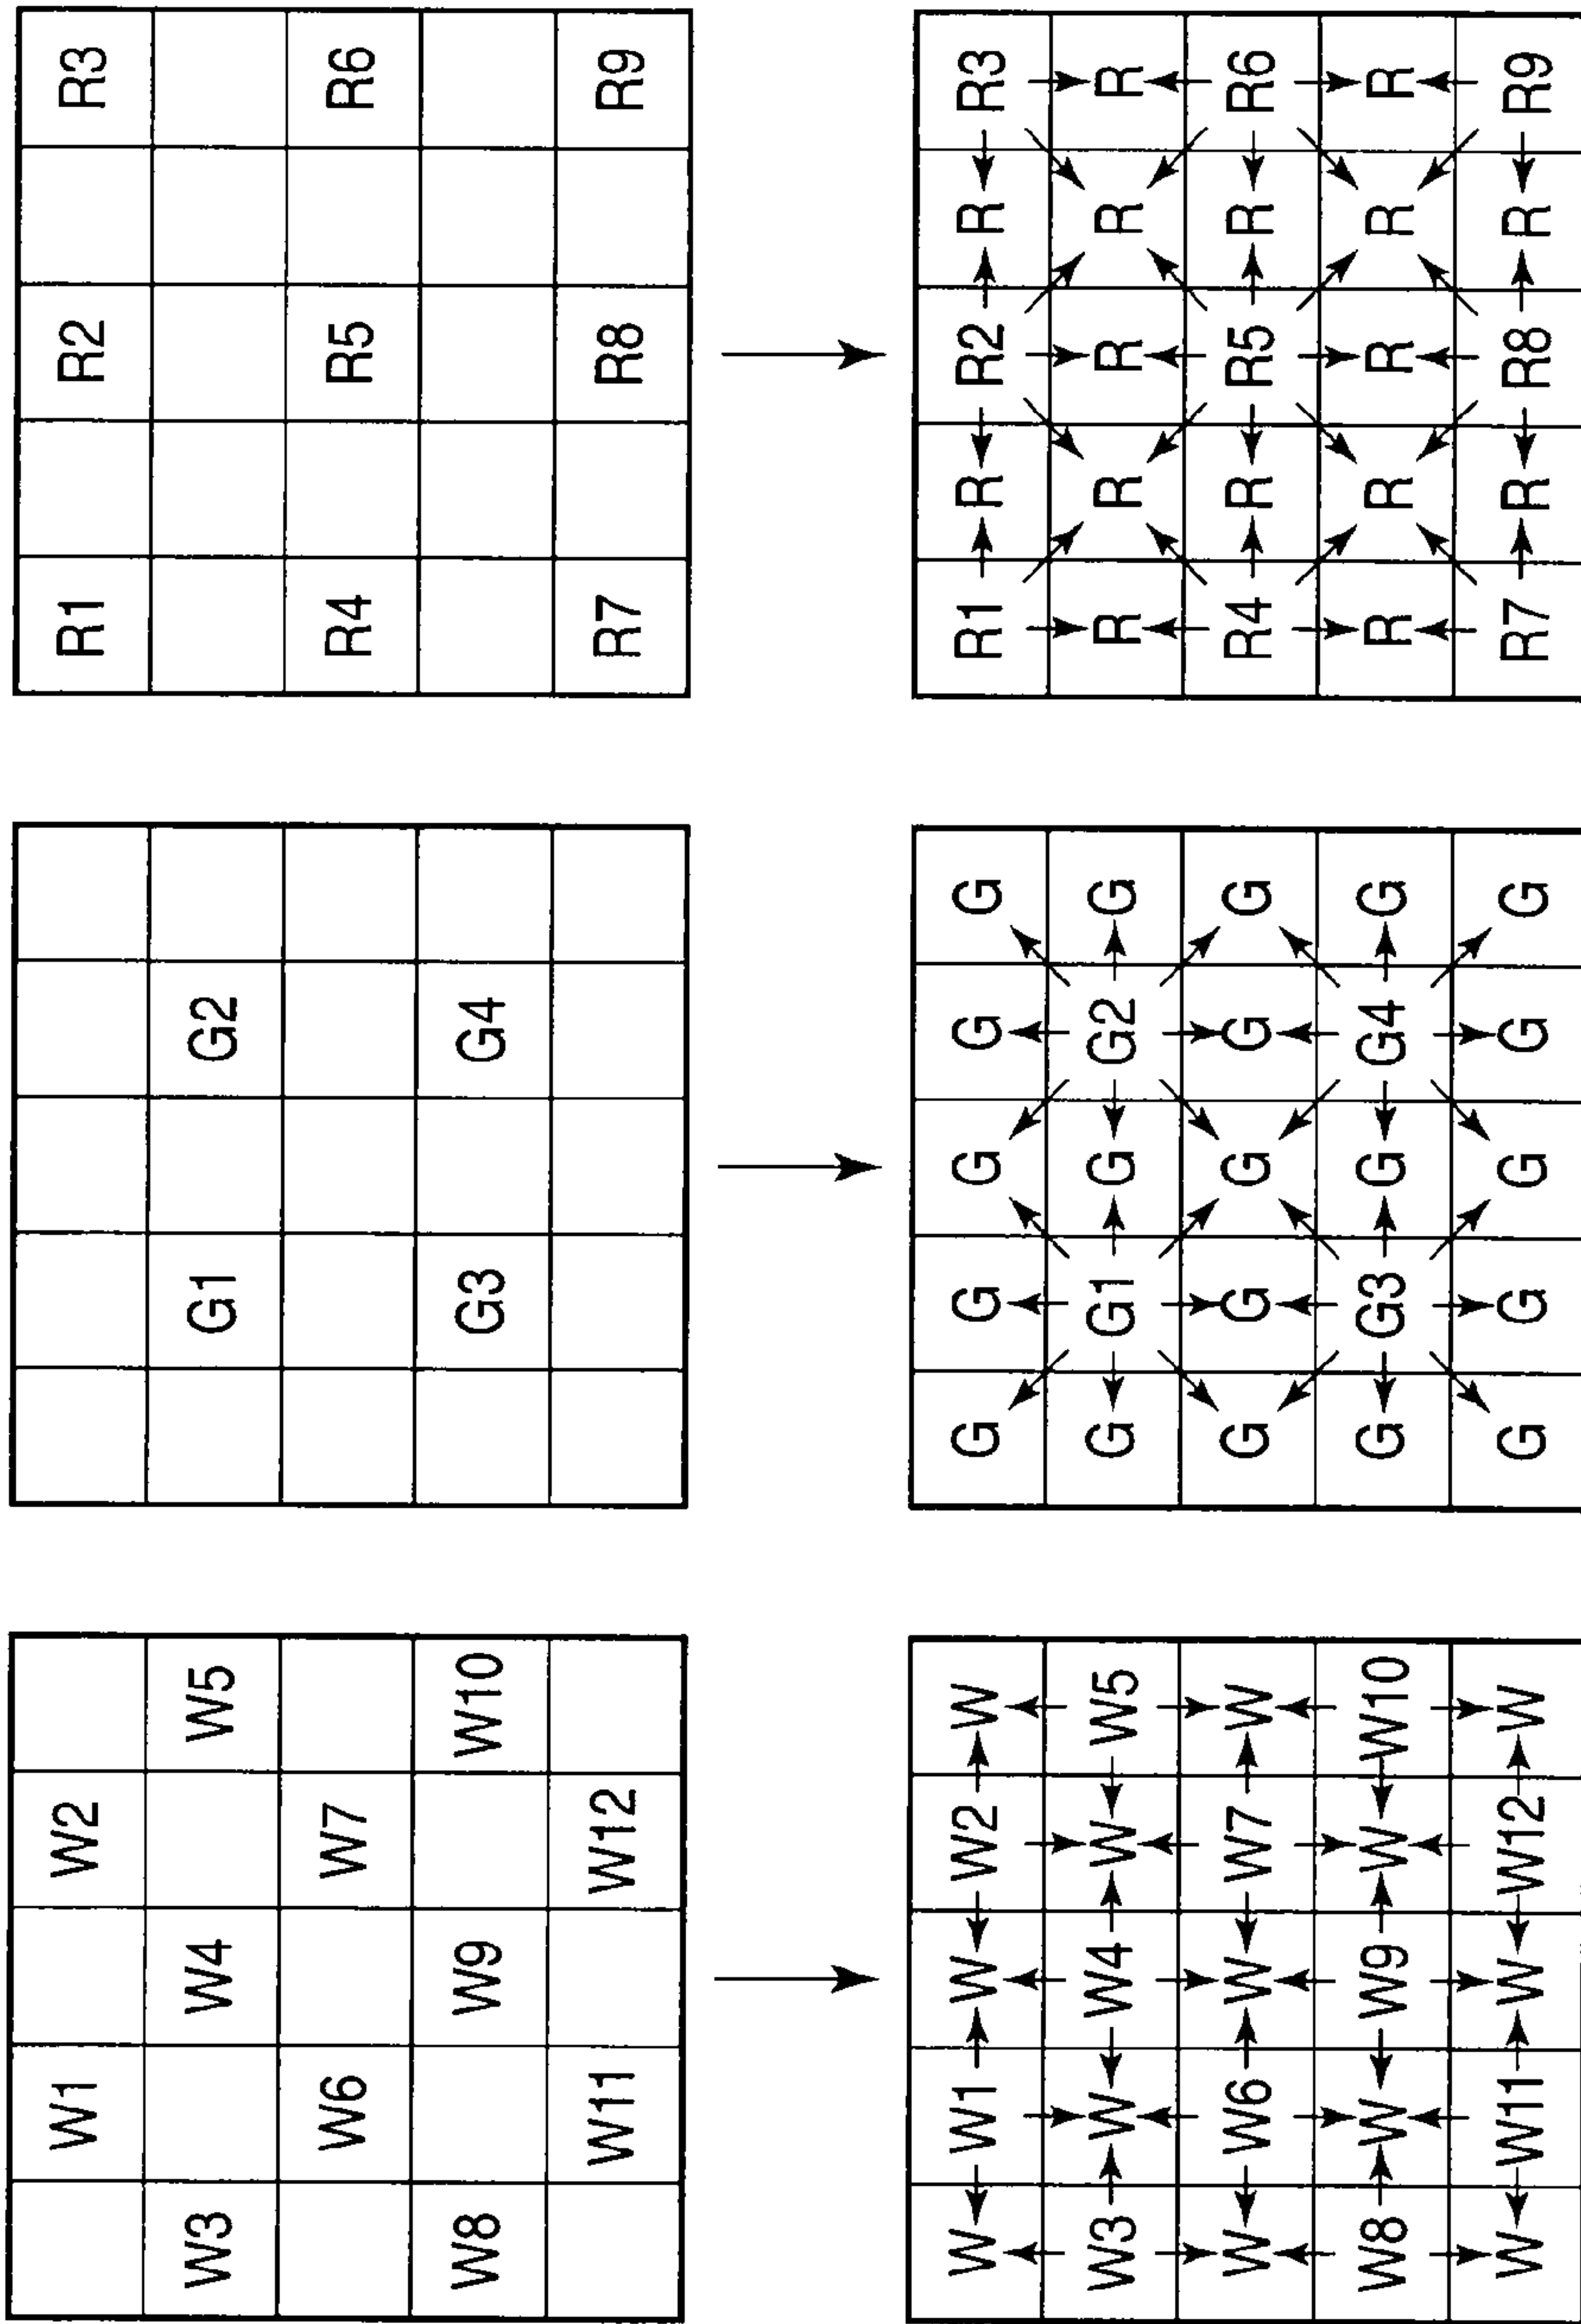 W1 W2
W3 W4 W5
W6 W7
W8 W9 W10
W11 W12
G1 G2
G3 G4
R1 R2 R3
R4 R5 R6
R7 R8 R9
W W1 W W2 W
W3 W W4 W W5
W W6 W W7 W
W8 W W9 W W10
W W11 W W12 W
G G G G G
G G1 G G2 G
G G G G G
G G3 G G4 G
G G G G G
R1 R R2 R R3
R R R R R
R4 R R5 R R6
R R R R R
R7 R R8 R R9